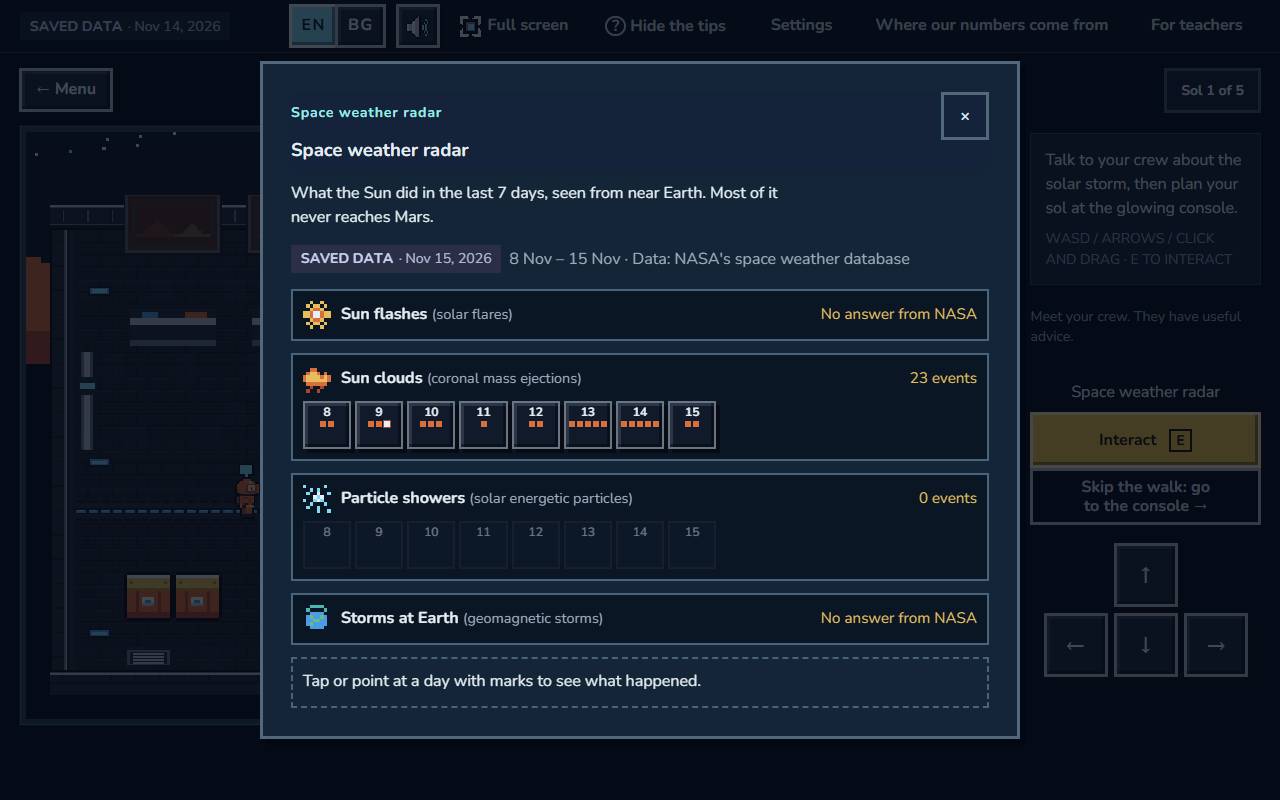 SAVED DATA · Nov 14, 2026
EN BG
Full screen
? Hide the tips
Settings
Where our numbers come from
For teachers
← Menu
Sol 1 of 5
Space weather radar
×
Space weather radar
What the Sun did in the last 7 days, seen from near Earth. Most of it
never reaches Mars.
SAVED DATA · Nov 15, 2026 8 Nov – 15 Nov · Data: NASA's space weather database
Sun flashes (solar flares) No answer from NASA
Sun clouds (coronal mass ejections) 23 events
8 9 10 11 12 13 14 15
Particle showers (solar energetic particles) 0 events
8 9 10 11 12 13 14 15
Storms at Earth (geomagnetic storms) No answer from NASA
Tap or point at a day with marks to see what happened.
Talk to your crew about the
solar storm, then plan your
sol at the glowing console.
WASD / ARROWS / CLICK
AND DRAG · E TO INTERACT
Meet your crew. They have useful
advice.
Space weather radar
Interact E
Skip the walk: go
to the console →
↑
← ↓ →